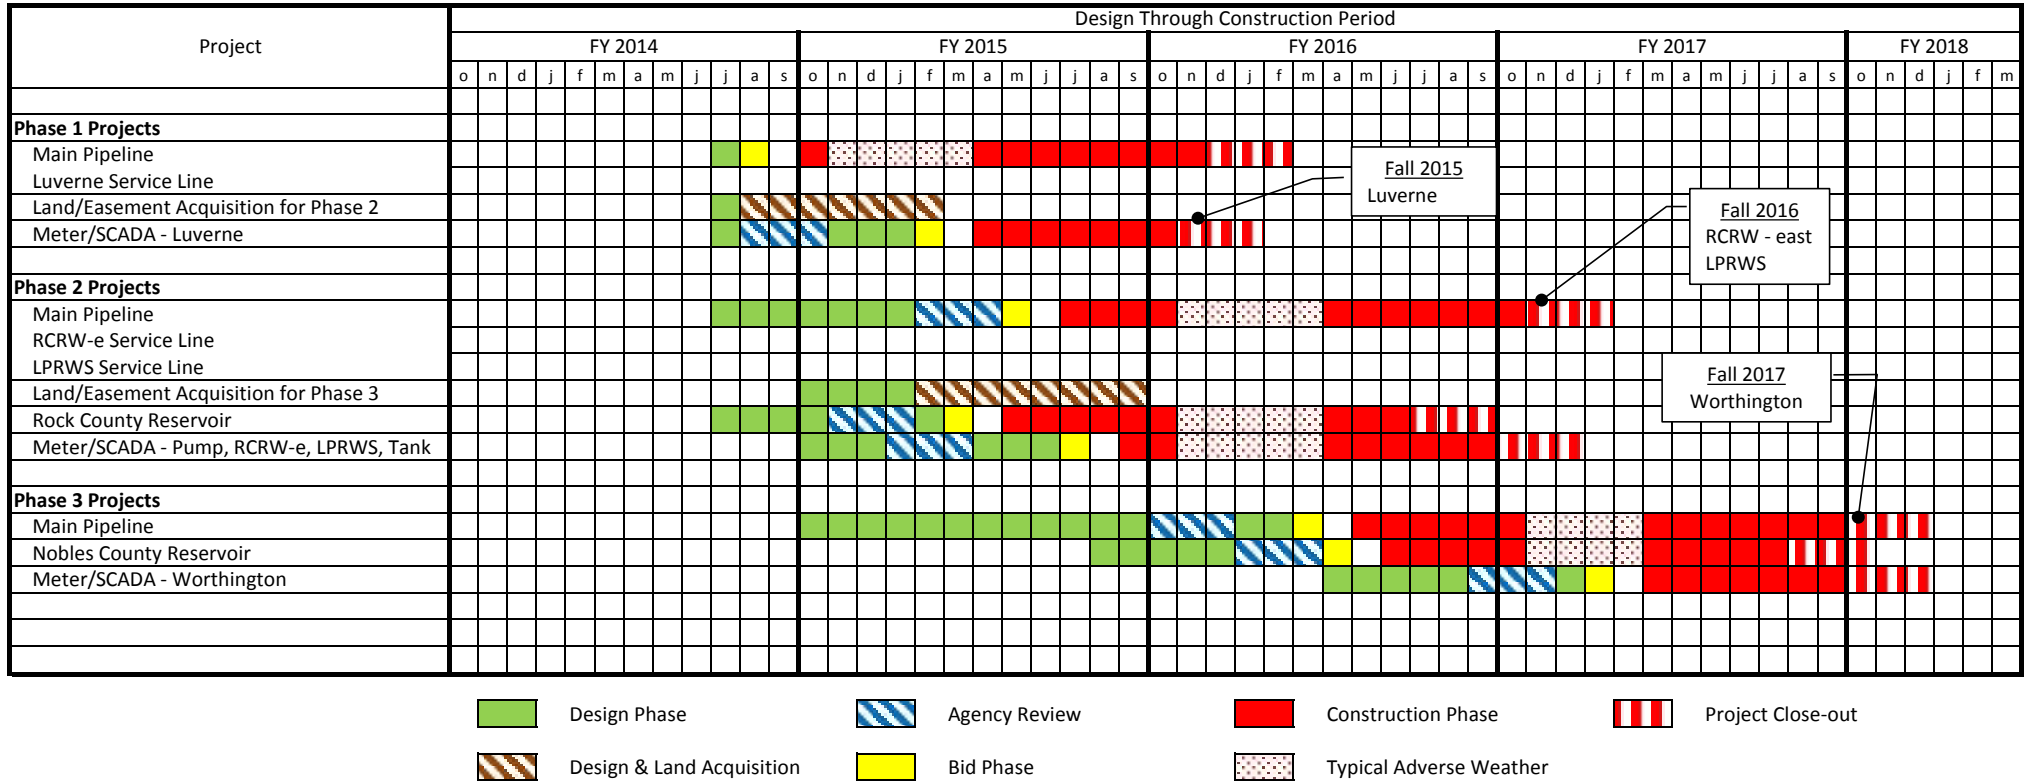 Design Through Construction Period
Project
FY 2014 FY 2015 FY 2016 FY 2017 FY 2018
o n d j f m a m j j a s o n d j f m a m j j a s o n d j f m a m j j a s o n d j f m a m j j a s o n d j f m
Phase 1 Projects
Main Pipeline
Luverne Service Line
Land/Easement Acquisition for Phase 2
Meter/SCADA - Luverne
Fall 2015
Luverne
Phase 2 Projects
Main Pipeline
RCRW-e Service Line
LPRWS Service Line
Land/Easement Acquisition for Phase 3
Rock County Reservoir
Meter/SCADA - Pump, RCRW-e, LPRWS, Tank
Fall 2016
RCRW - east
LPRWS
Fall 2017
Worthington
Phase 3 Projects
Main Pipeline
Nobles County Reservoir
Meter/SCADA - Worthington
Design Phase
Agency Review
Construction Phase
Project Close-out
Design & Land Acquisition
Bid Phase
Typical Adverse Weather